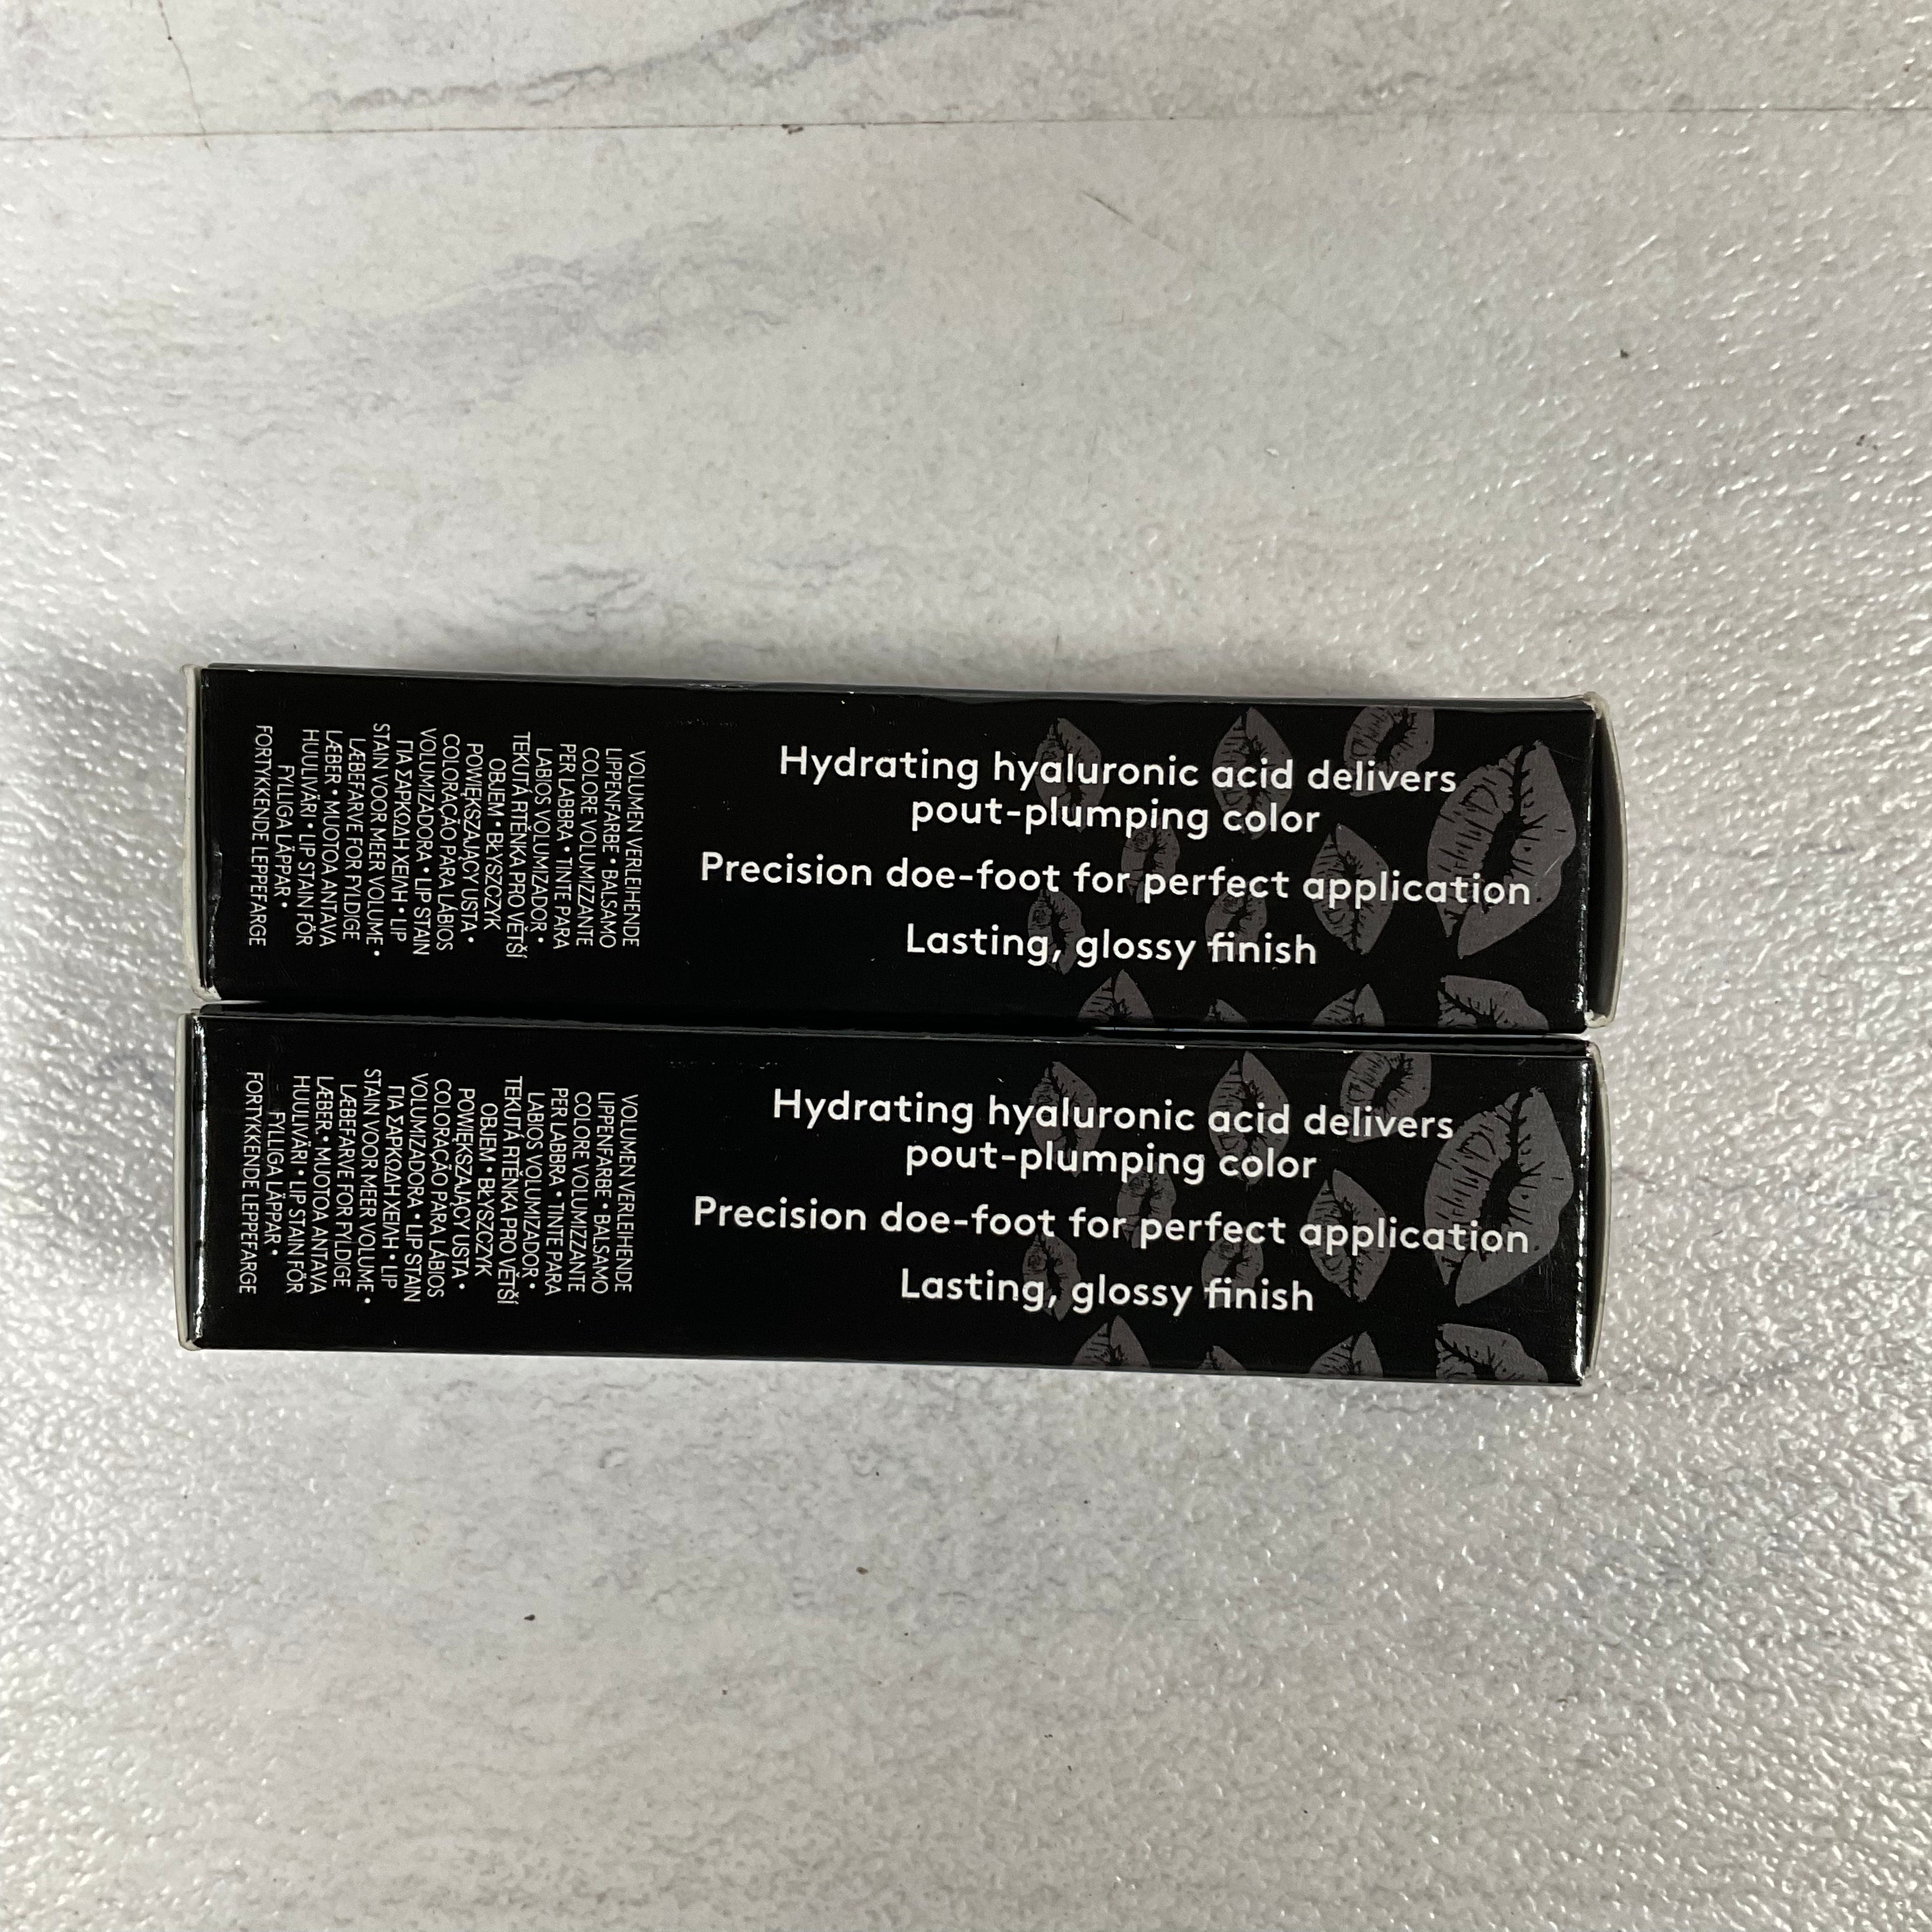 Hydrating hyaluronic acid delivers
pout-plumping color
Precision doe-foot for perfect application
Lasting, glossy finish
VOLUMEN VERLEIHENDE
LIPPENFARBE • BALSAMO
COLORE VOLUMIZZANTE
PER LABBRA • TINTE PARA
LABIOS VOLUMIZADOR •
TEKUTÁ RTĚNKA PRO VĚTŠÍ
OBJEM • BŁYSZCZYK
POWIĘKSZAJĄCY USTA •
COLORAÇÃO PARA LÁBIOS
VOLUMIZADORA • LIP STAIN
ΓΙΑ ΣΑΡΚΩΔΗ ΧΕΙΛΗ • LIP
STAIN VOOR MEER VOLUME •
LÆBEFARVE FOR FYLDIGE
LÆBER • MUOTOA ANTAVA
HUULIVÄRI • LIP STAIN FÖR
FYLLIGA LÄPPAR •
FORTYKKENDE LEPPEFARGE
Hydrating hyaluronic acid delivers
pout-plumping color
Precision doe-foot for perfect application
Lasting, glossy finish
VOLUMEN VERLEIHENDE
LIPPENFARBE • BALSAMO
COLORE VOLUMIZZANTE
PER LABBRA • TINTE PARA
LABIOS VOLUMIZADOR •
TEKUTÁ RTĚNKA PRO VĚTŠÍ
OBJEM • BŁYSZCZYK
POWIĘKSZAJĄCY USTA •
COLORAÇÃO PARA LÁBIOS
VOLUMIZADORA • LIP STAIN
ΓΙΑ ΣΑΡΚΩΔΗ ΧΕΙΛΗ • LIP
STAIN VOOR MEER VOLUME •
LÆBEFARVE FOR FYLDIGE
LÆBER • MUOTOA ANTAVA
HUULIVÄRI • LIP STAIN FÖR
FYLLIGA LÄPPAR •
FORTYKKENDE LEPPEFARGE